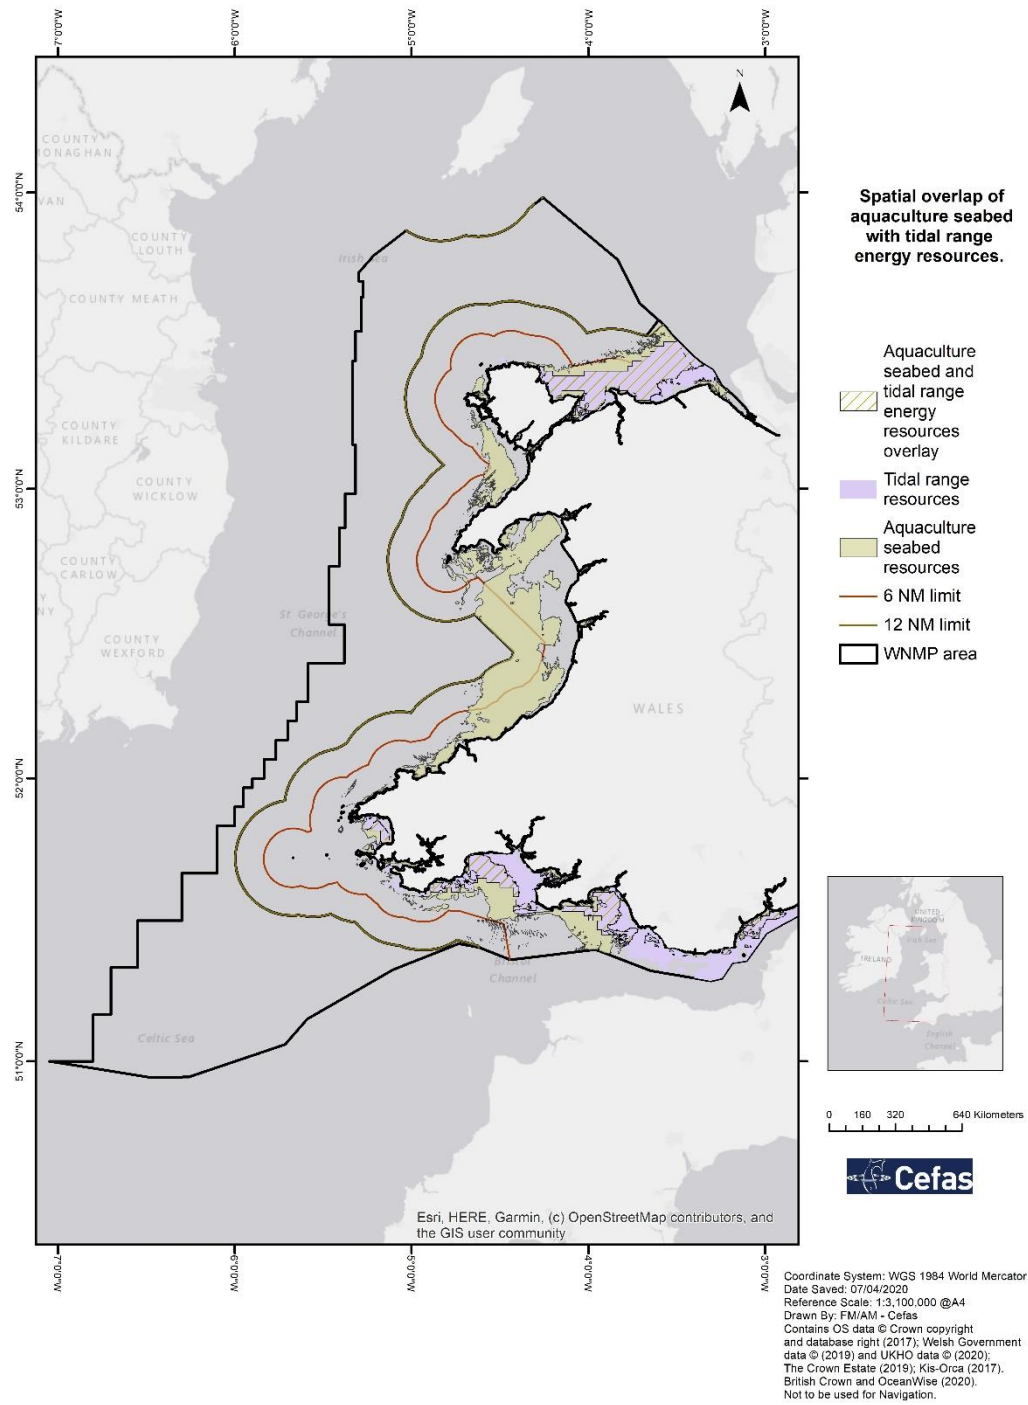 7°0'0"W
6°0'0"W
5°0'0"W
4°0'0"W
3°0'0"W
54°0'0"N
53°0'0"N
52°0'0"N
51°0'0"N
N
COUNTY
MONAGHAN
VAN
COUNTY
LOUTH
Irish Sea
COUNTY MEATH
COUNTY
KILDARE
COUNTY
WICKLOW
COUNTY
CARLOW
NY
COUNTY
WEXFORD
St George's
Channel
WALES
Bristol
Channel
Celtic Sea
Esri, HERE, Garmin, (c) OpenStreetMap contributors, and
the GIS user community
7°0'0"W
6°0'0"W
5°0'0"W
4°0'0"W
3°0'0"W
Spatial overlap of
aquaculture seabed
with tidal range
energy resources.
Aquaculture
seabed and
tidal range
energy
resources
overlay
Tidal range
resources
Aquaculture
seabed
resources
6 NM limit
12 NM limit
WNMP area
UNITED
KINGDOM
Irish Sea
IRELAND
Celtic Sea
English
Channel
0 160 320 640 Kilometers
Cefas
Coordinate System: WGS 1984 World Mercator
Date Saved: 07/04/2020
Reference Scale: 1:3,100,000 @A4
Drawn By: FM/AM - Cefas
Contains OS data © Crown copyright
and database right (2017); Welsh Government
data © (2019) and UKHO data © (2020);
The Crown Estate (2019); Kis-Orca (2017).
British Crown and OceanWise (2020).
Not to be used for Navigation.